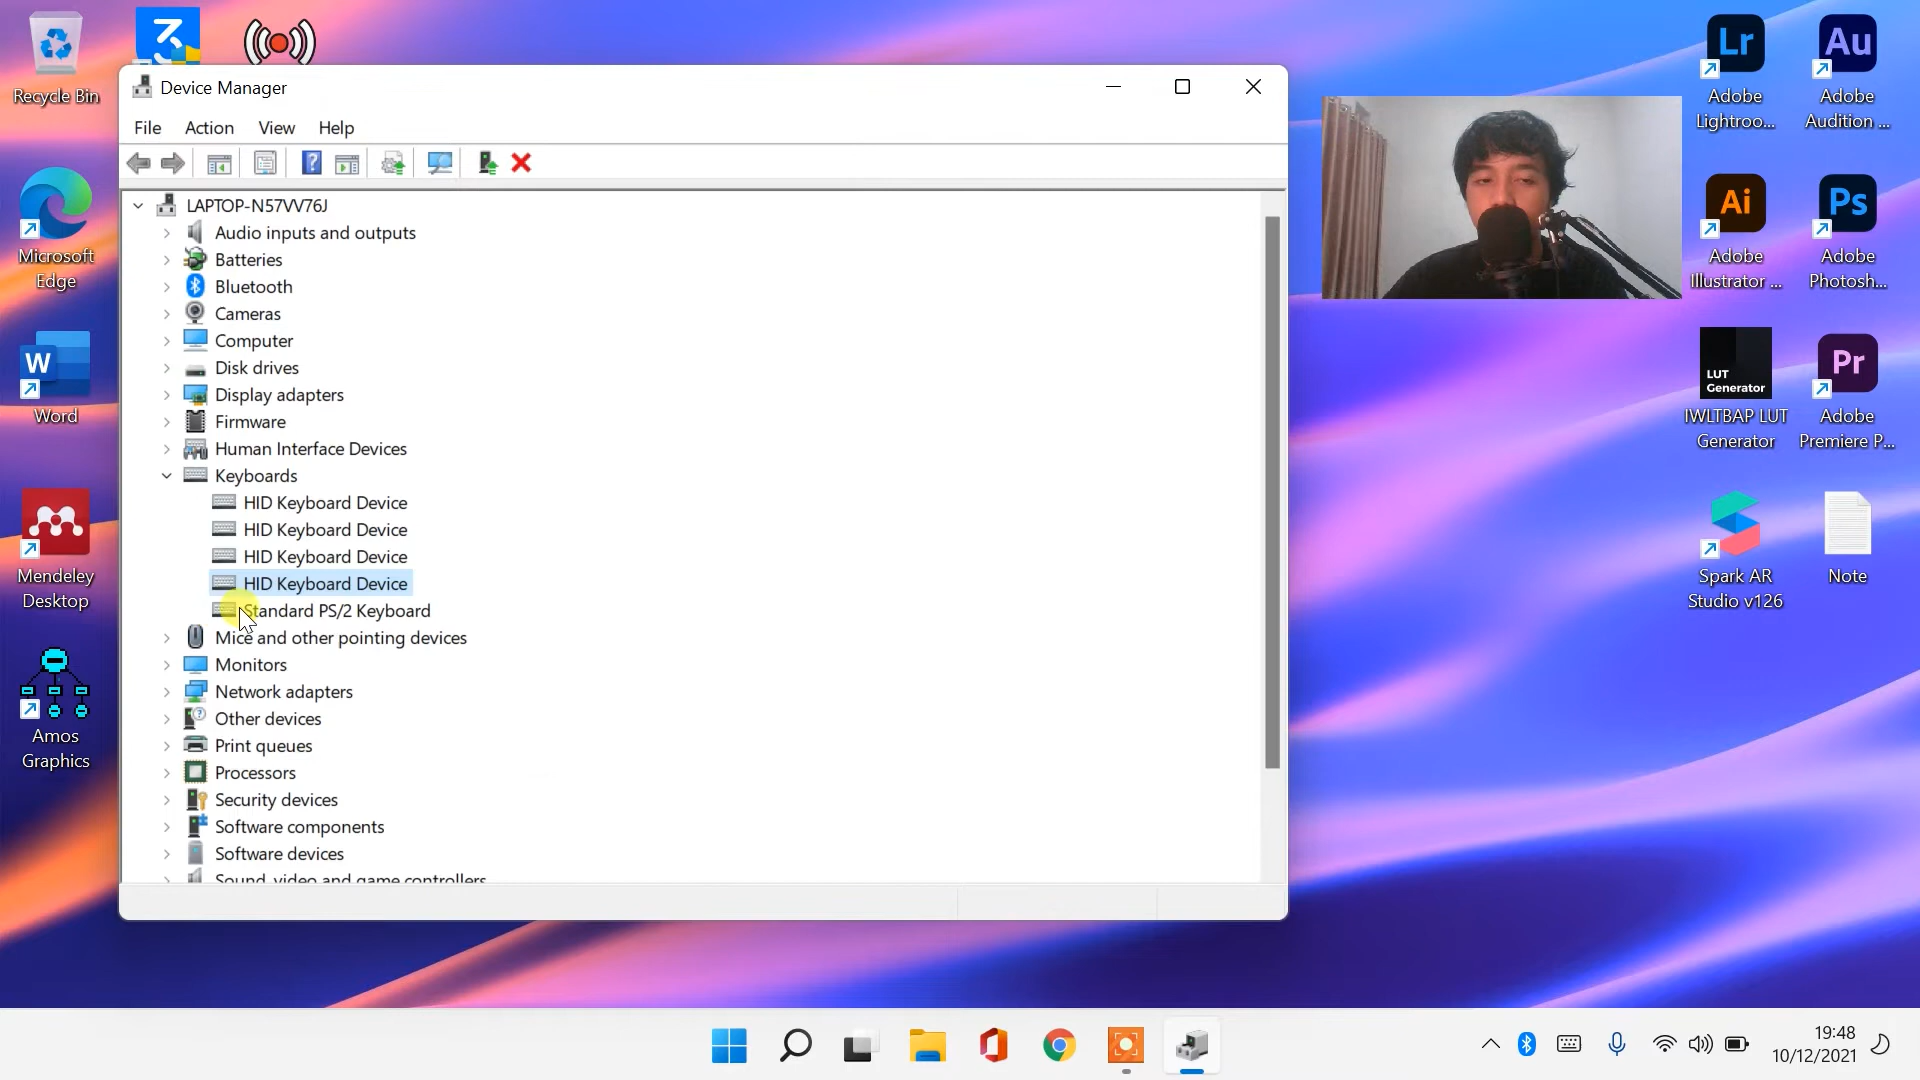 Recycle Bin
Device Manager
File Action View Help
LAPTOP-N57VV76J
Audio inputs and outputs
Batteries
Bluetooth
Cameras
Computer
Disk drives
Display adapters
Firmware
Human Interface Devices
Keyboards
HID Keyboard Device
HID Keyboard Device
HID Keyboard Device
HID Keyboard Device
Standard PS/2 Keyboard
Mice and other pointing devices
Monitors
Network adapters
Other devices
Print queues
Processors
Security devices
Software components
Software devices
Sound, video and game controllers
Microsoft
Edge
W
Word
Mendeley
Desktop
Amos
Graphics
Lr
Adobe
Lightroo...
Au
Adobe
Audition ...
Ai
Adobe
Illustrator ...
Ps
Adobe
Photosh...
LUT
Generator
IWLTBAP LUT
Generator
Pr
Adobe
Premiere P...
Spark AR
Studio v126
Note
19:48
10/12/2021